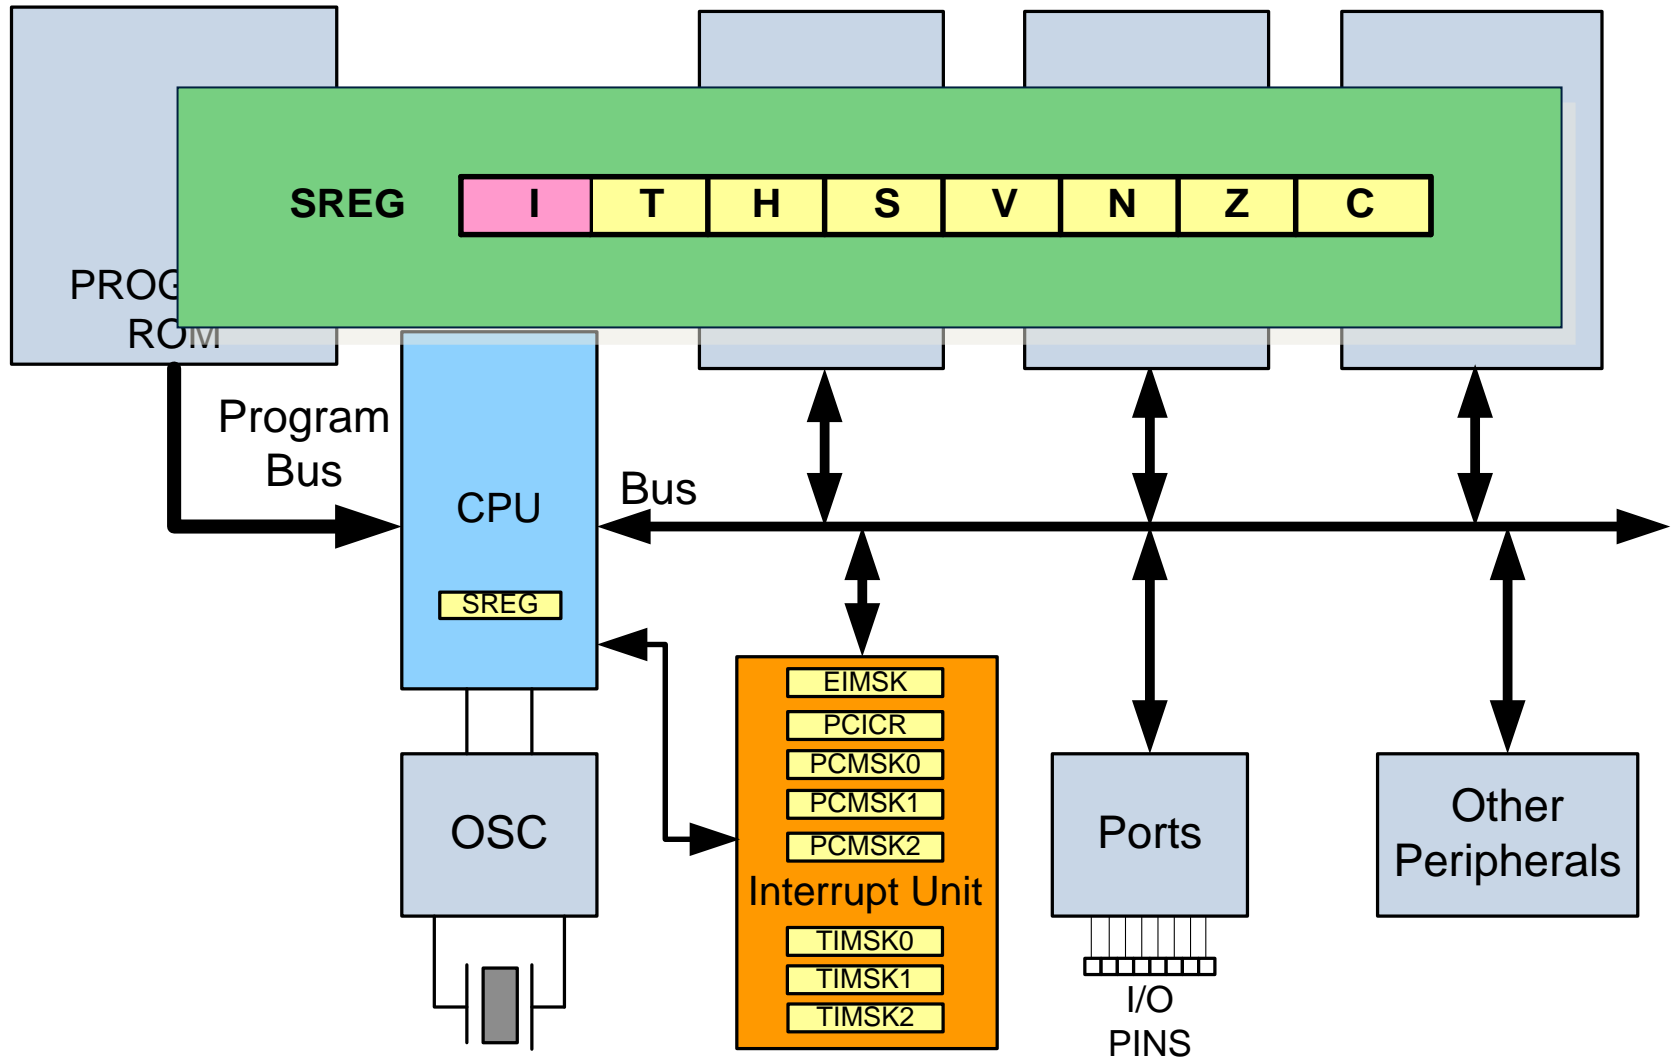 SREG I T H S V N Z C
PROG
ROM
Program
Bus
CPU
Bus
SREG
EIMSK
PCICR
PCMSK0
PCMSK1
PCMSK2
Interrupt Unit
TIMSK0
TIMSK1
TIMSK2
OSC
Ports
I/O
PINS
Other
Peripherals